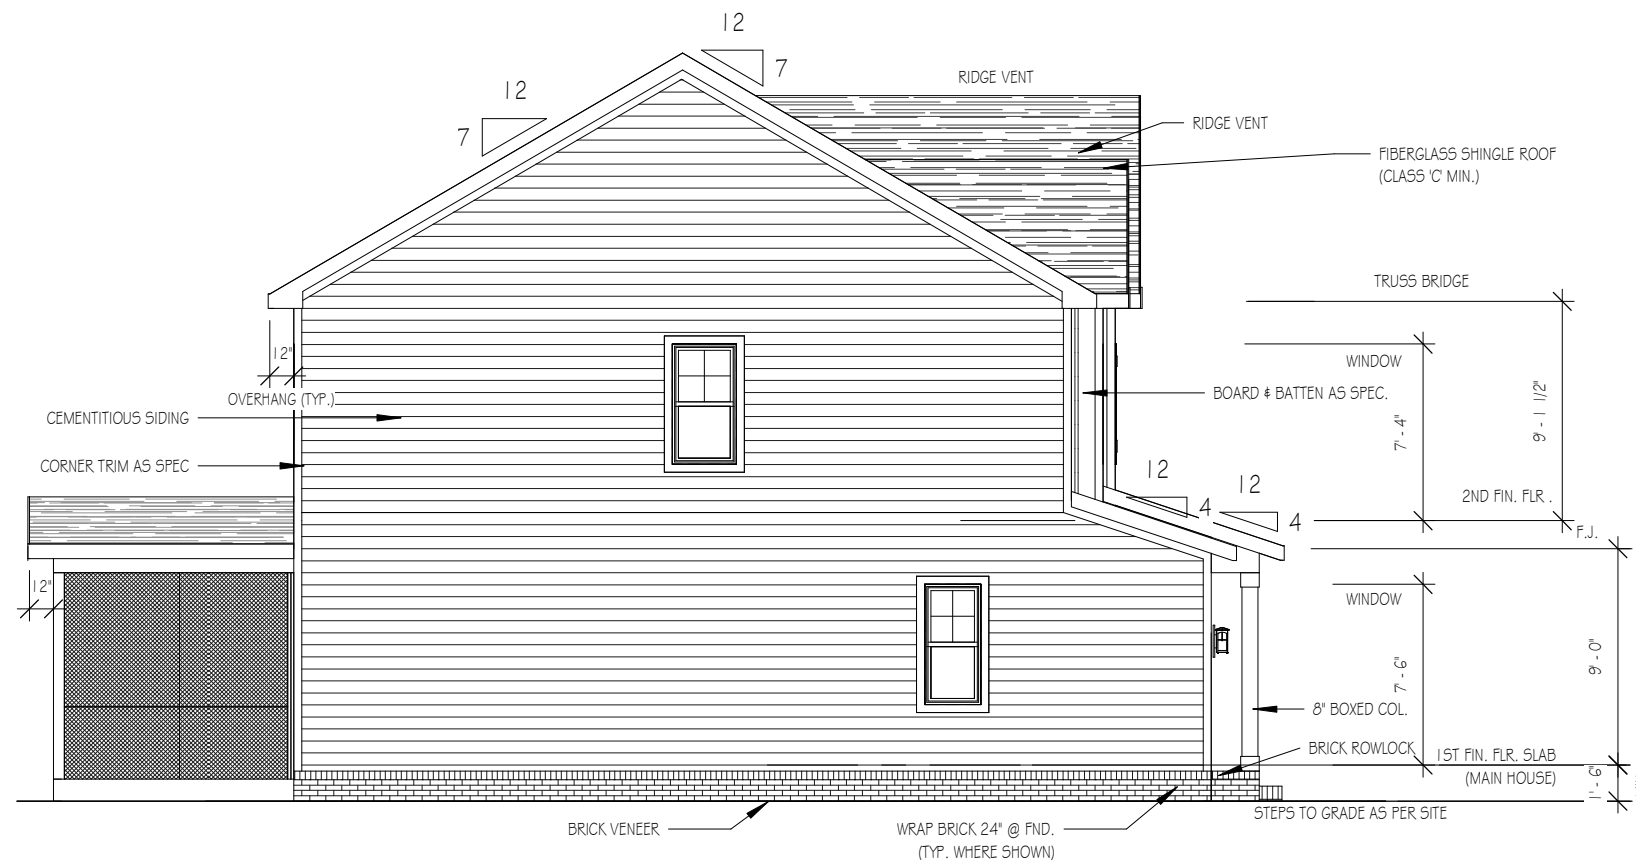 12
7
RIDGE VENT
12
7
RIDGE VENT
FIBERGLASS SHINGLE ROOF
(CLASS 'C' MIN.)
TRUSS BRIDGE
12"
WINDOW
OVERHANG (TYP.)
BOARD & BATTEN AS SPEC.
7' - 4"
9' - 1 1/2"
CEMENTITIOUS SIDING
CORNER TRIM AS SPEC
12
4
12
4
2ND FIN. FLR .
F.J.
12"
WINDOW
7' - 6"
9' - 0"
8" BOXED COL.
BRICK ROWLOCK
1ST FIN. FLR. SLAB
(MAIN HOUSE)
1' - 6"
STEPS TO GRADE AS PER SITE
BRICK VENEER
WRAP BRICK 24" @ FND.
(TYP. WHERE SHOWN)